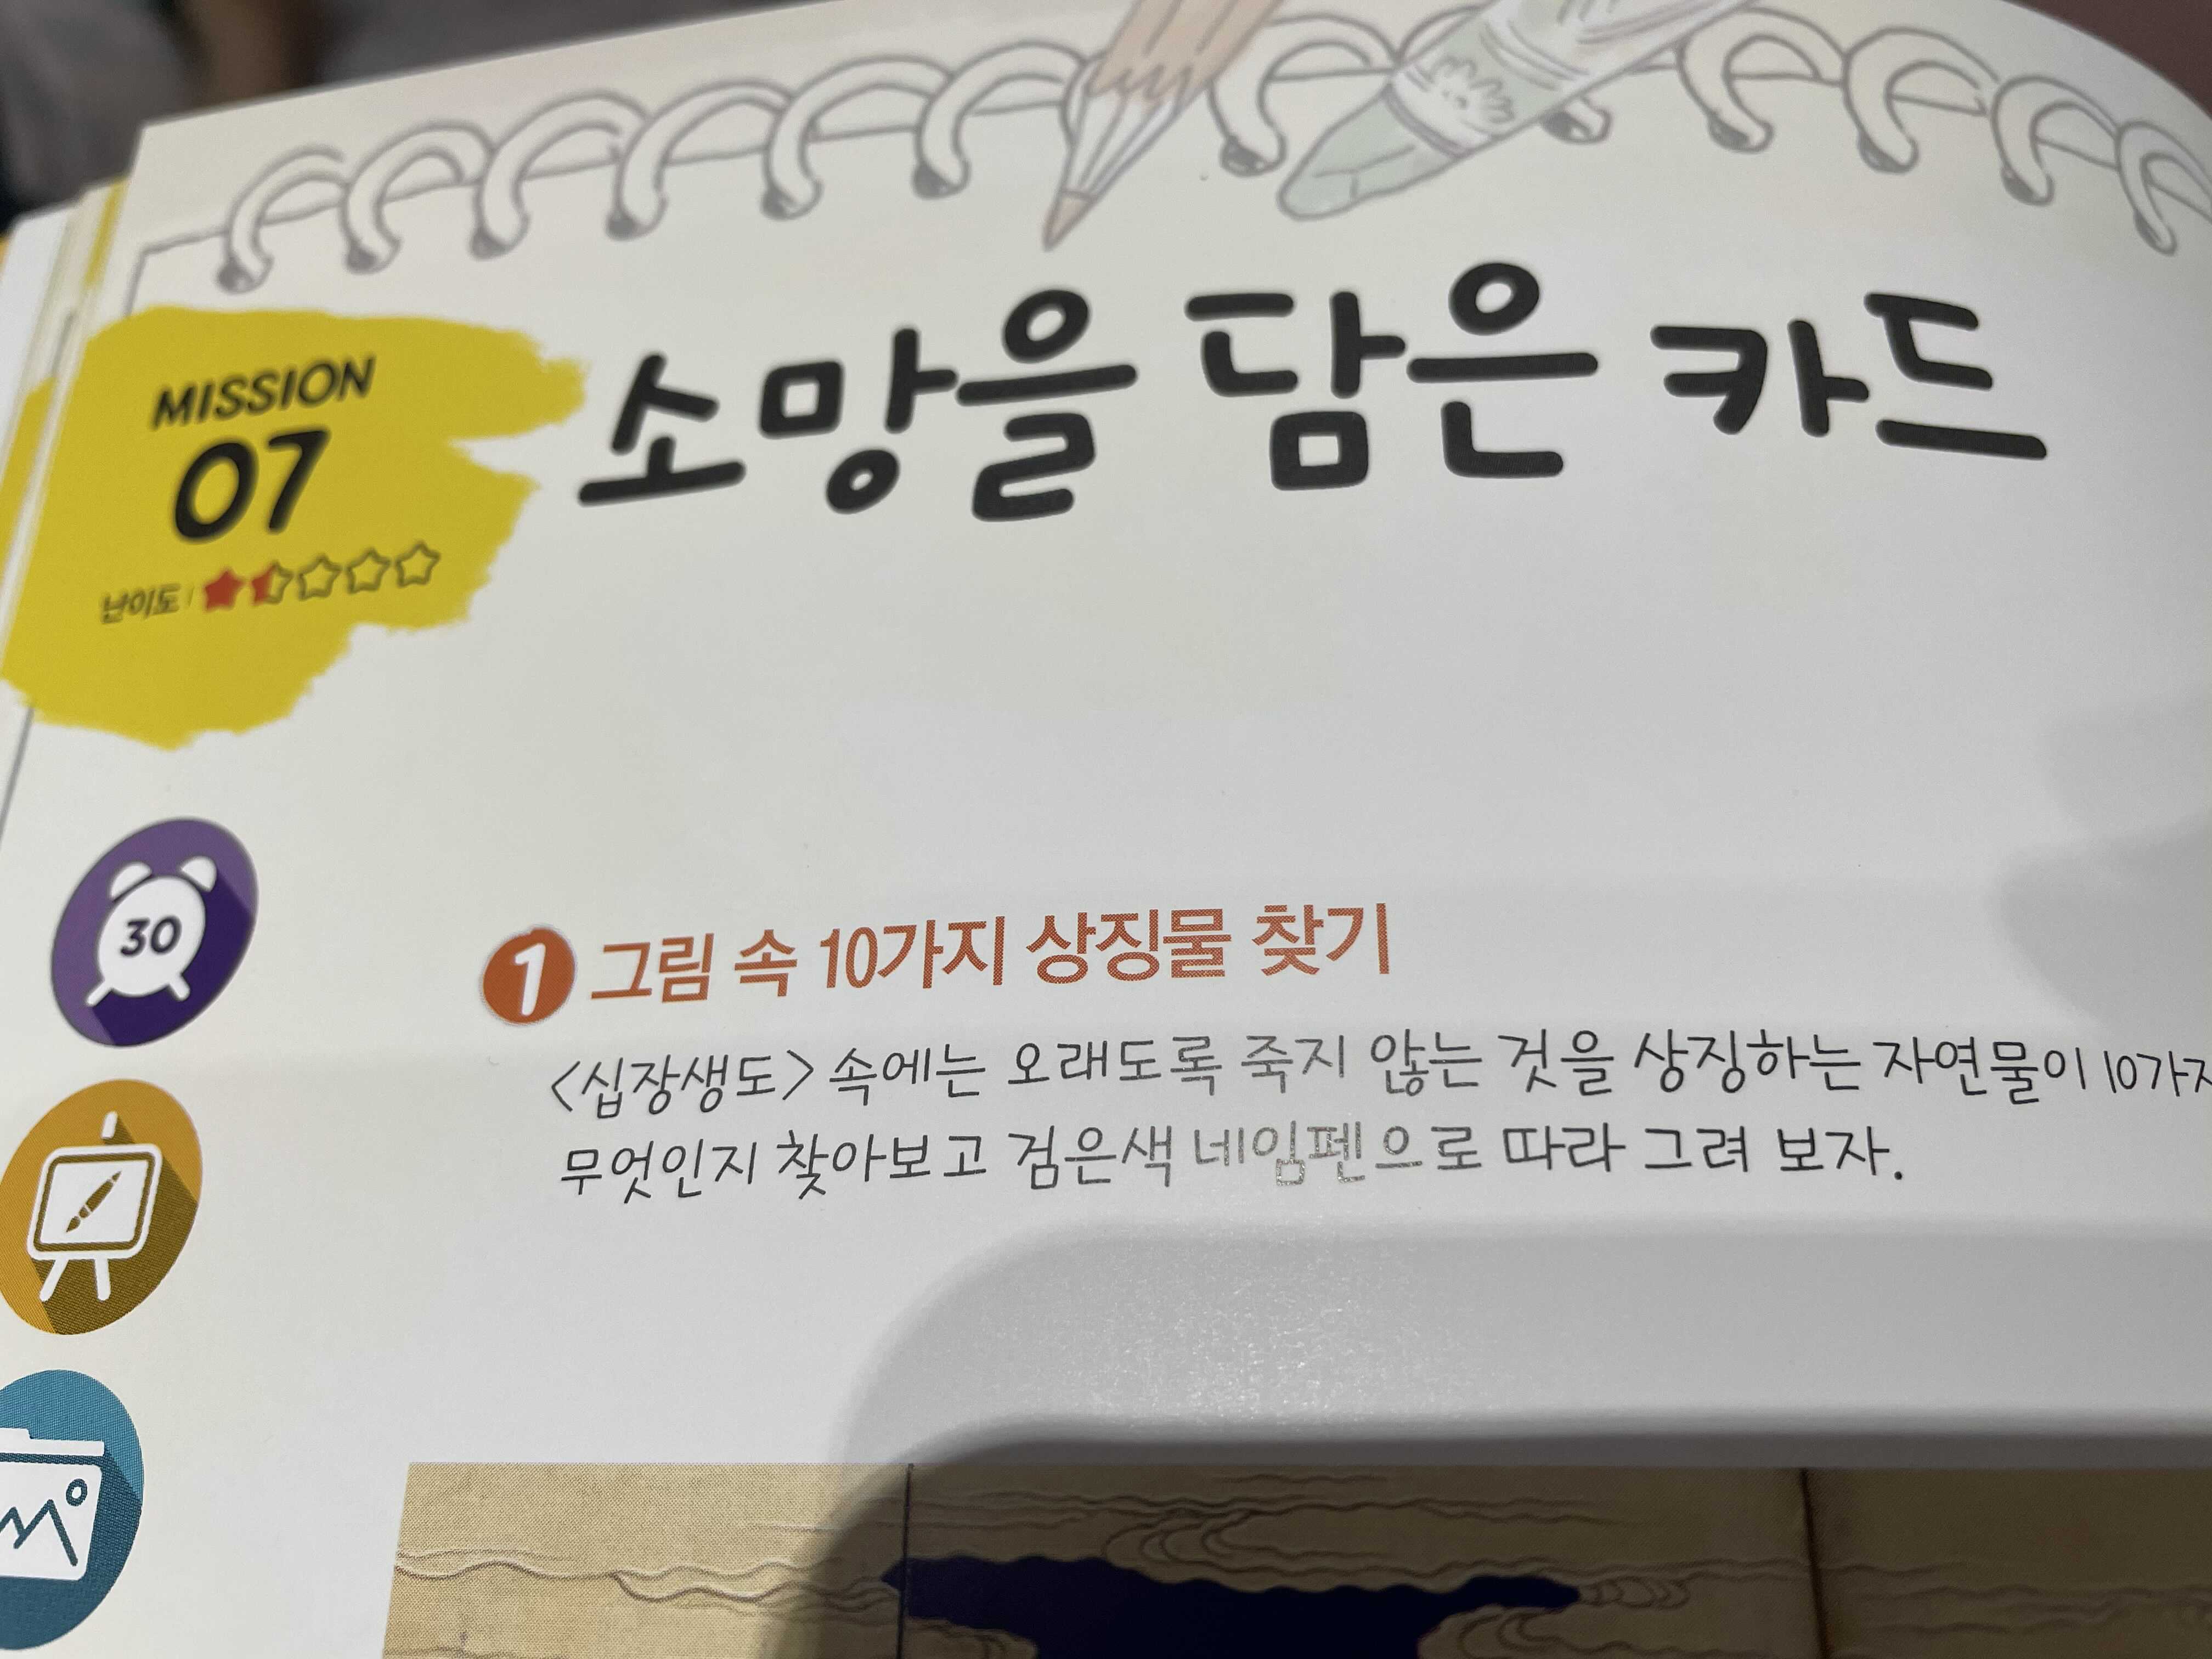 MISSION
07
난이도 :
소망을 담은 카드
30
1 그림 속 10가지 상징물 찾기
<십장생도> 속에는 오래도록 죽지 않는 것을 상징하는 자연물이 10가지
무엇인지 찾아보고 검은색 네임펜으로 따라 그려 보자.